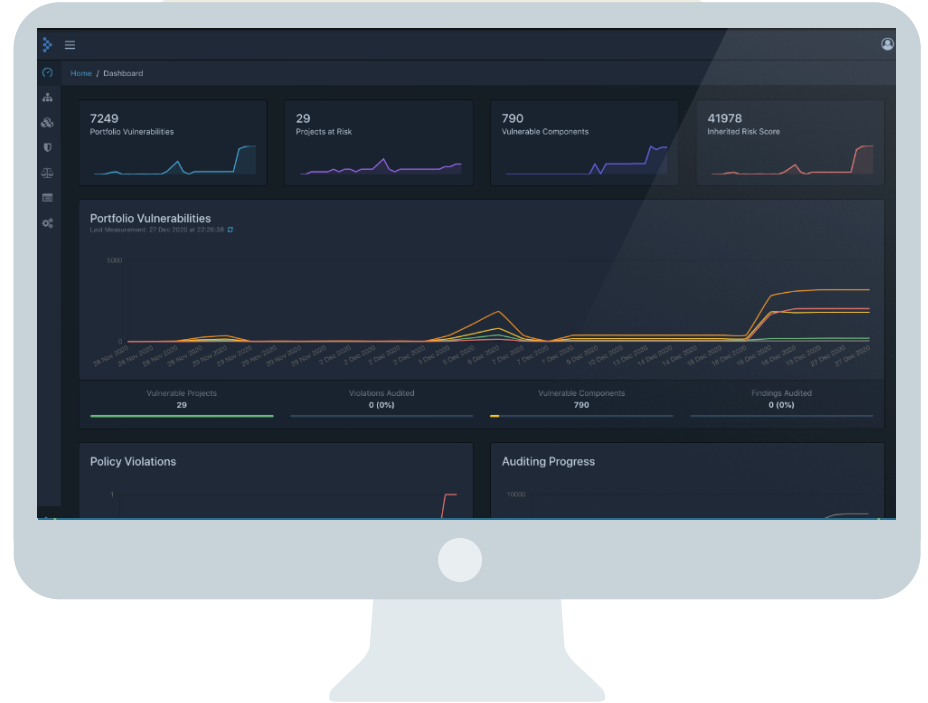 Home / Dashboard
7249
Portfolio Vulnerabilities
29
Projects at Risk
790
Vulnerable Components
41978
Inherited Risk Score
Portfolio Vulnerabilities
Last Measurement: 27 Dec 2020 at 22:26:38
5000
0
Vulnerable Projects
29
Violations Audited
0 (0%)
Vulnerable Components
790
Findings Audited
0 (0%)
Policy Violations
1
Auditing Progress
10000